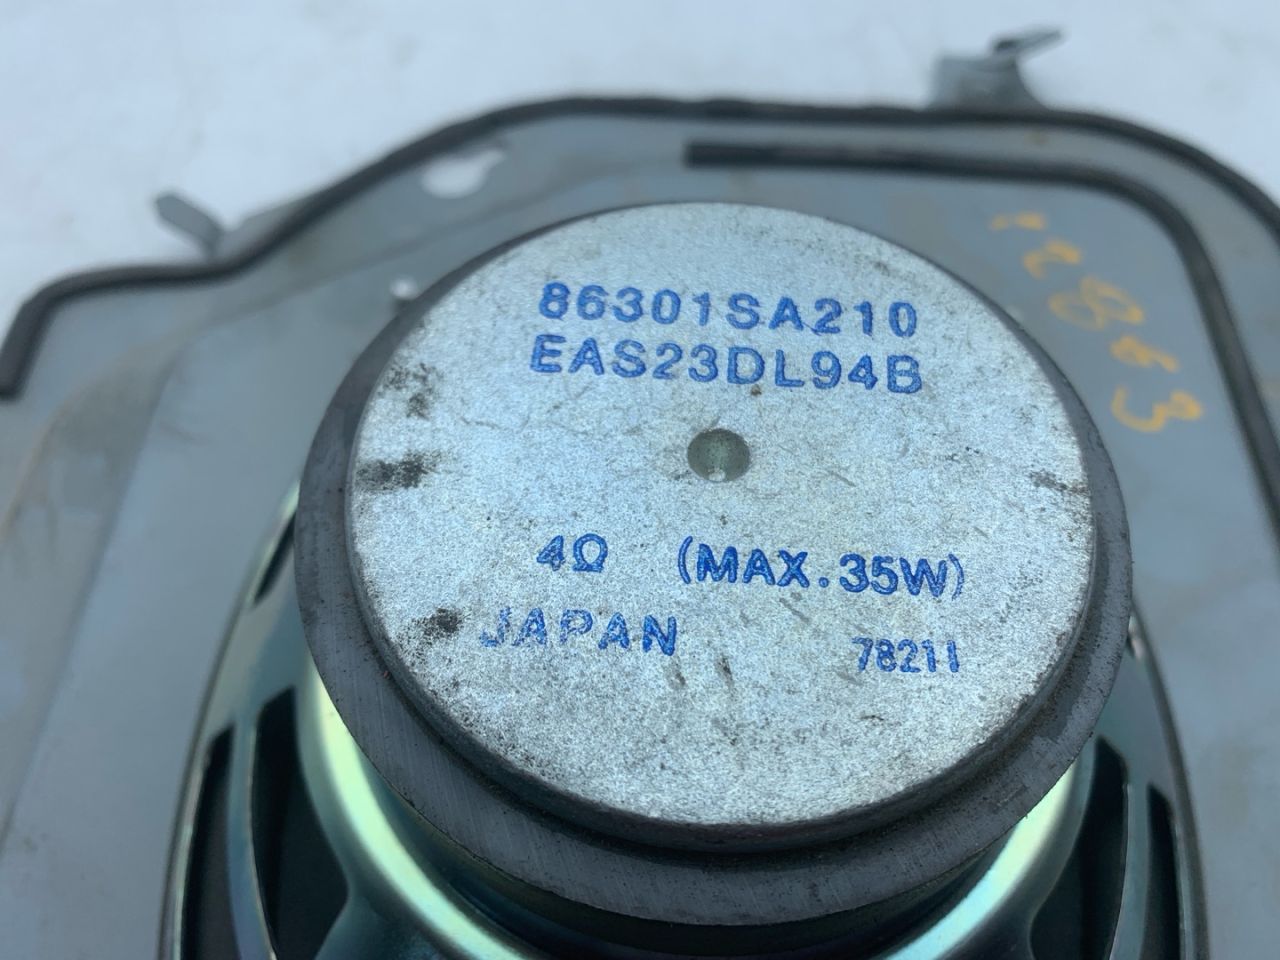 86301SA210
EAS23DL94B
4Ω (MAX.35W)
JAPAN 78211